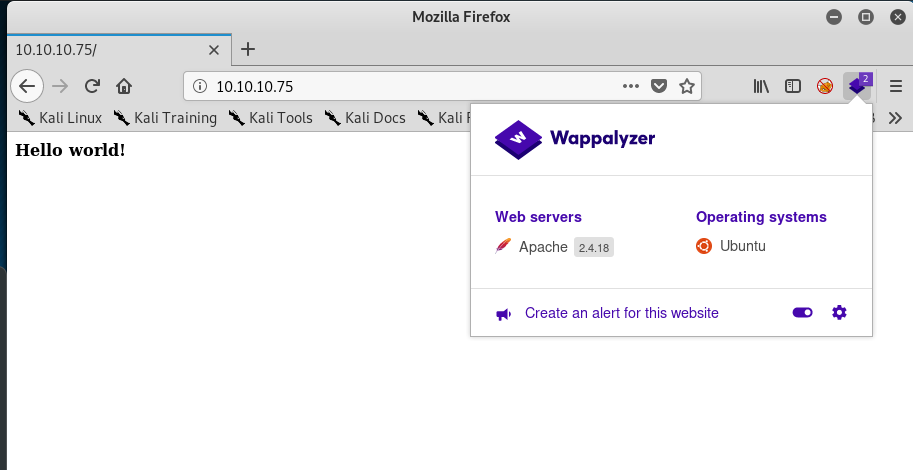 Mozilla Firefox
10.10.10.75/
10.10.10.75
2
Kali Linux Kali Training Kali Tools Kali Docs Kali
Hello world!
Wappalyzer
Web servers Operating systems
Apache 2.4.18 Ubuntu
Create an alert for this website